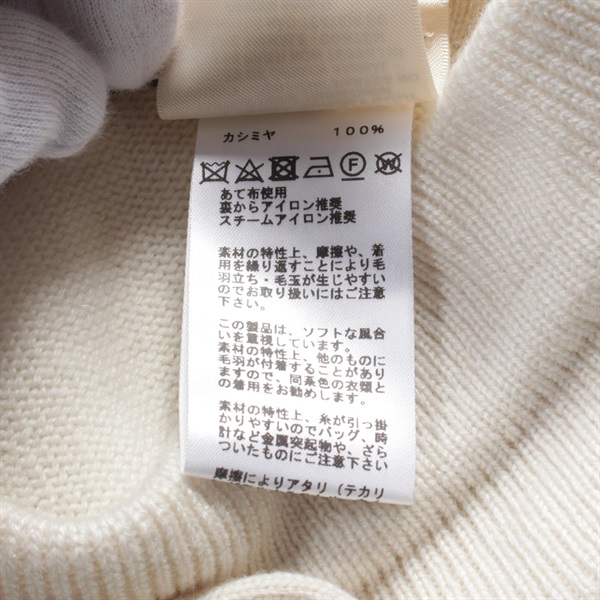 カシミヤ 100%
F W
あて布使用
裏からアイロン推奨
スチームアイロン推奨
素材の特性上、摩擦や、着
用を繰り返すことにより毛
羽立ち・毛玉が生じやすい
のでお取り扱いにはご注意
下さい。
この製品は、ソフトな風合
いを重視しています。
素材の特性上、他のものに
毛羽が付着することがあり
ますので、同系色の衣類と
の着用をお勧めします。
素材の特性上、糸が引っ掛
かりやすいのでバッグ、時
計など金属突起物や、ざら
ついたものにご注意下さい
摩擦によりアタリ（テカリ